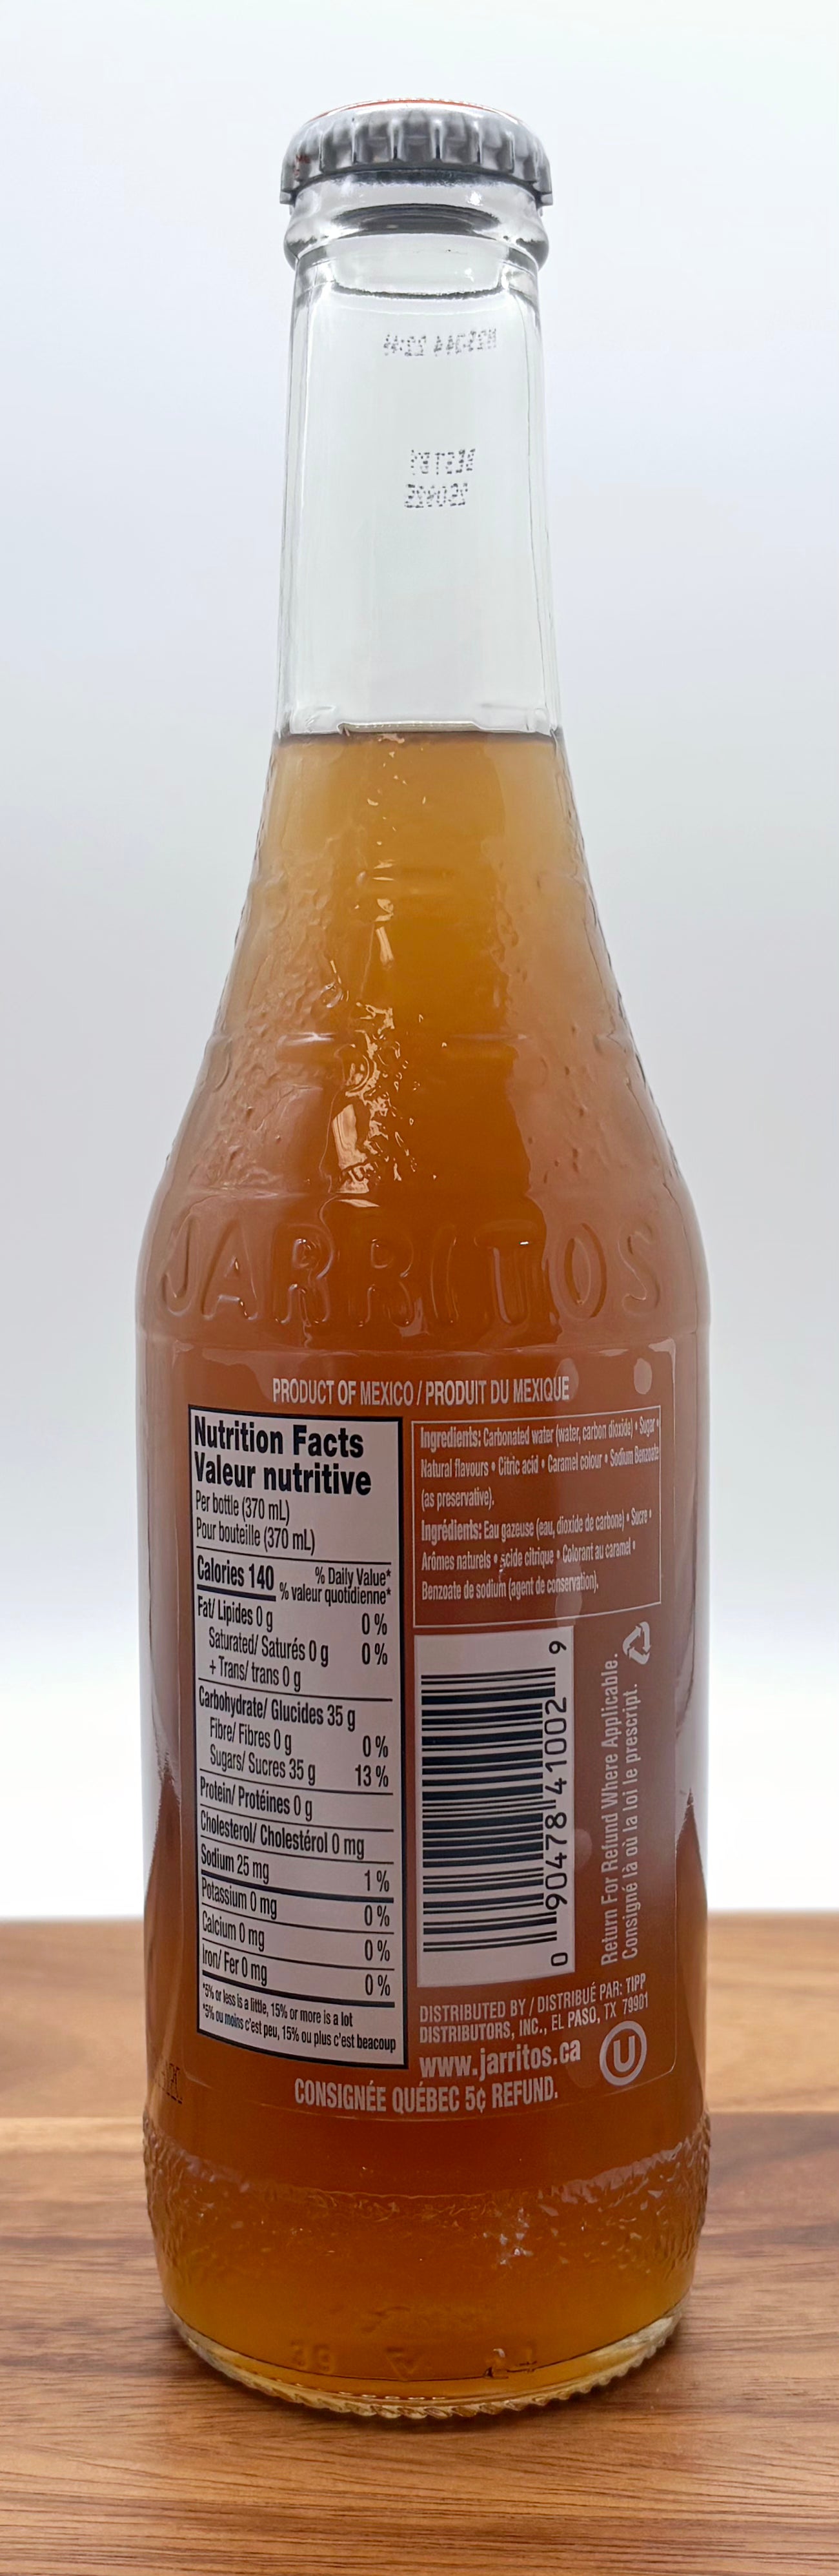 BEST BY
JARRITOS
PRODUCT OF MEXICO / PRODUIT DU MEXIQUE
Nutrition Facts
Valeur nutritive
Per bottle (370 mL)
Pour bouteille (370 mL)
Calories 140
% Daily Value*
% valeur quotidienne*
Fat/ Lipides 0 g 0 %
Saturated/ Saturés 0 g 0 %
+ Trans/ trans 0 g
Carbohydrate/ Glucides 35 g
Fibre/ Fibres 0 g 0 %
Sugars/ Sucres 35 g 13 %
Protein/ Protéines 0 g
Cholesterol/ Cholestérol 0 mg
Sodium 25 mg 1 %
Potassium 0 mg 0 %
Calcium 0 mg 0 %
Iron/ Fer 0 mg 0 %
*5% or less is a little, 15% or more is a lot
*5% ou moins c'est peu, 15% ou plus c'est beacoup
Ingredients: Carbonated water (water, carbon dioxide) • Sugar •
Natural flavours • Citric acid • Caramel colour • Sodium Benzoate
(as preservative).
Ingrédients: Eau gazeuse (eau, dioxide de carbone) • Sucre •
Arômes naturels • acide citrique • Colorant au caramel •
Benzoate de sodium (agent de conservation).
0 90478 41002 9
Return For Refund Where Applicable.
Consigné là où la loi le prescript.
DISTRIBUTED BY / DISTRIBUÉ PAR: TIPP
DISTRIBUTORS, INC., EL PASO, TX 79901
www.jarritos.ca
U
CONSIGNÉE QUÉBEC 5¢ REFUND.
39